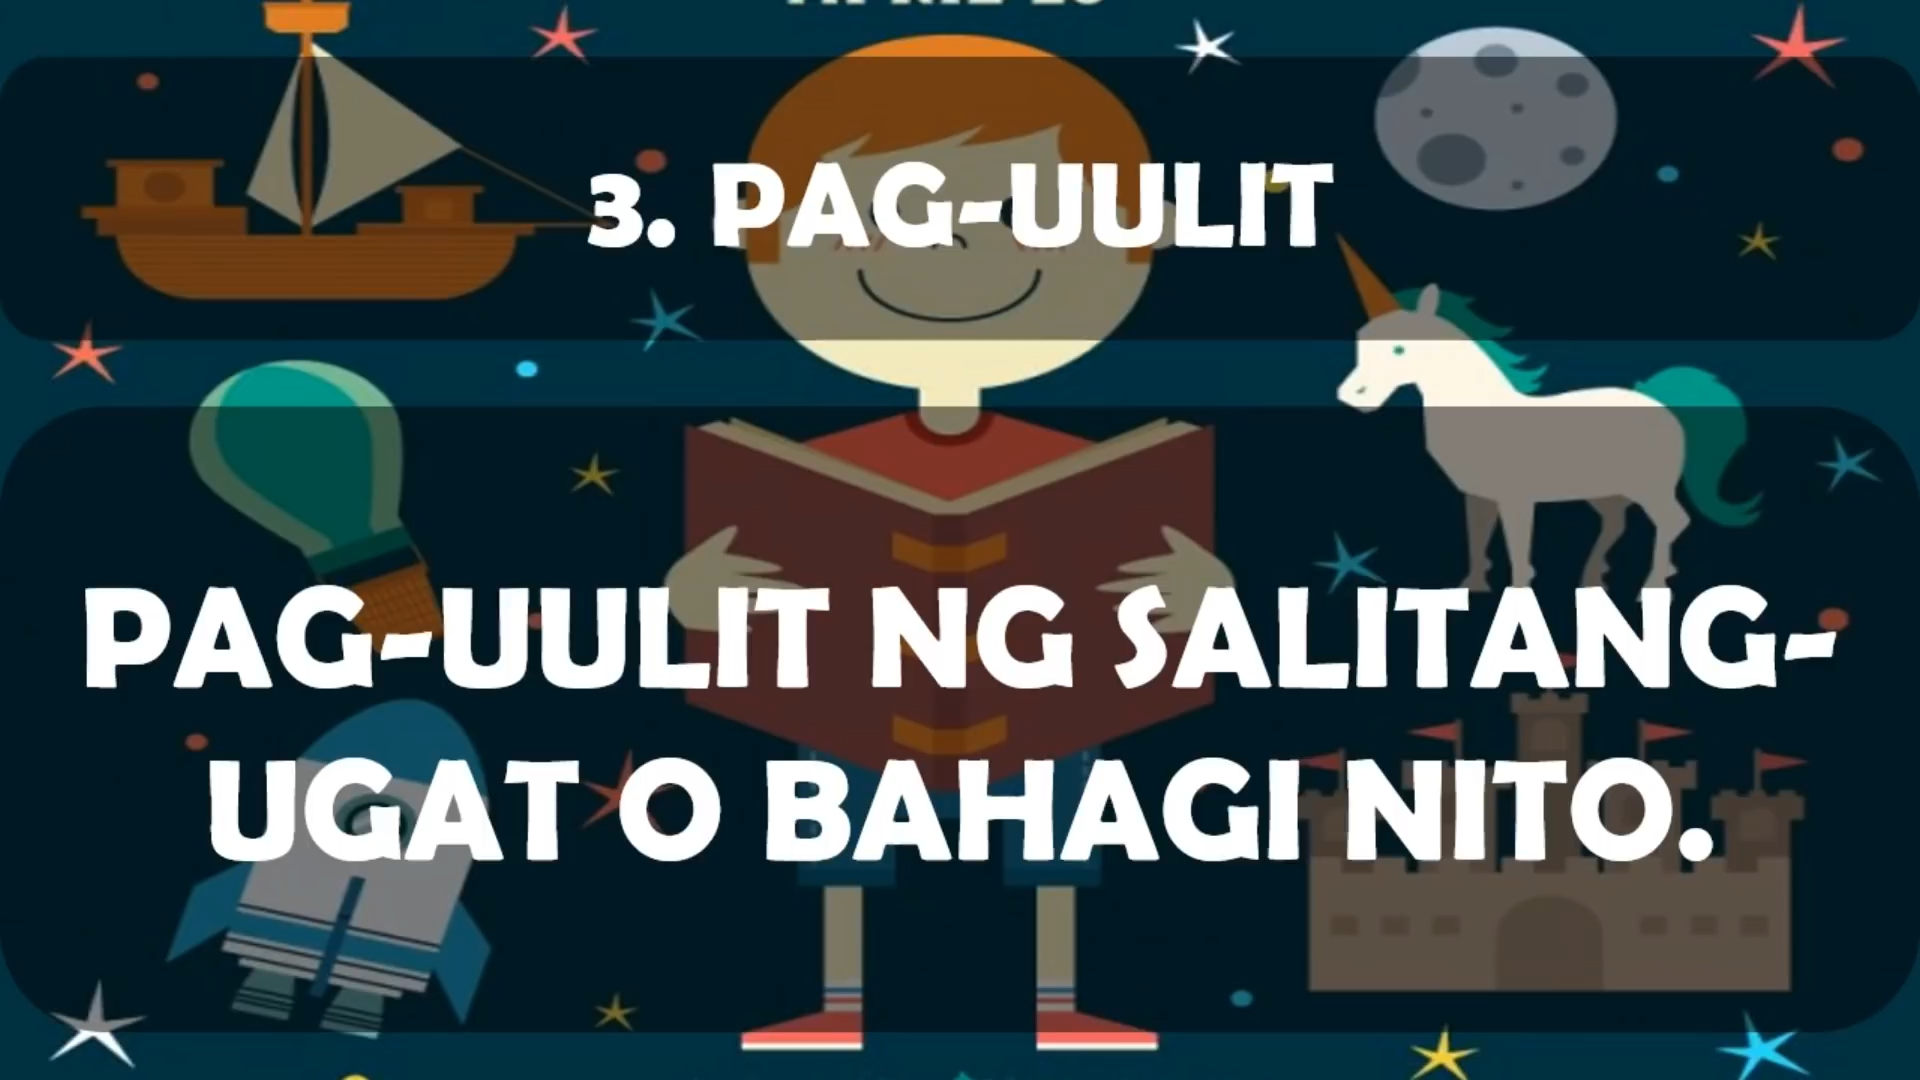 3. PAG-UULIT
PAG-UULIT NG SALITANG-
UGAT O BAHAGI NITO.